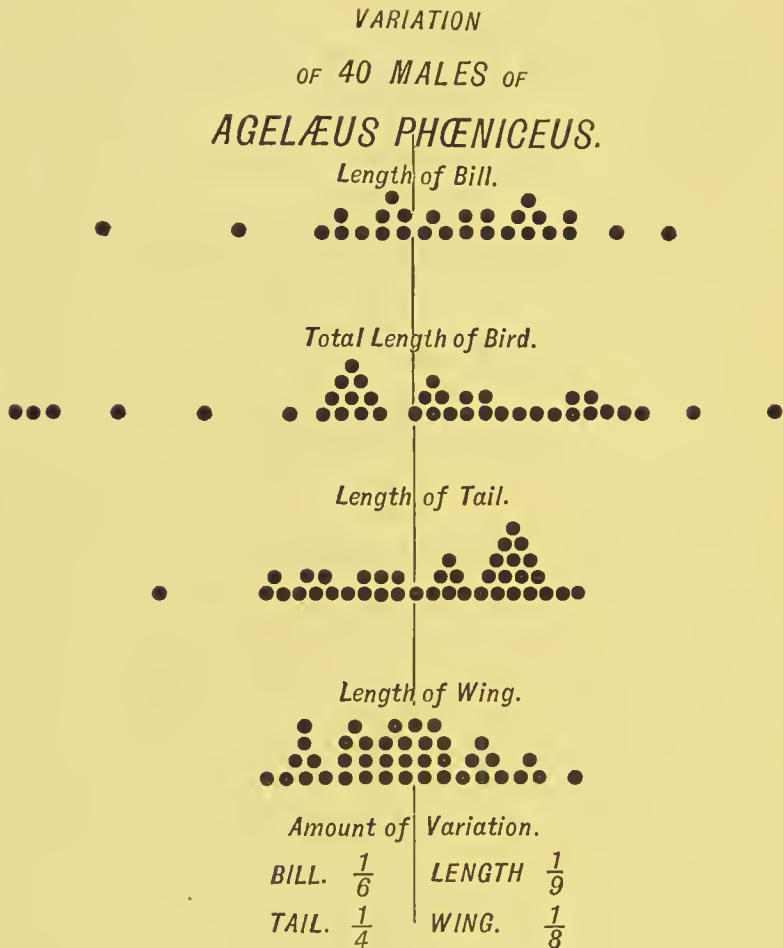 VARIATION
OF 40 MALES OF
AGELÆUS PHŒNICEUS.
Length of Bill.
Total Length of Bird.
Length of Tail.
Length of Wing.
Amount of Variation.
BILL. 1/6 LENGTH 1/9
TAIL. 1/4 WING. 1/8